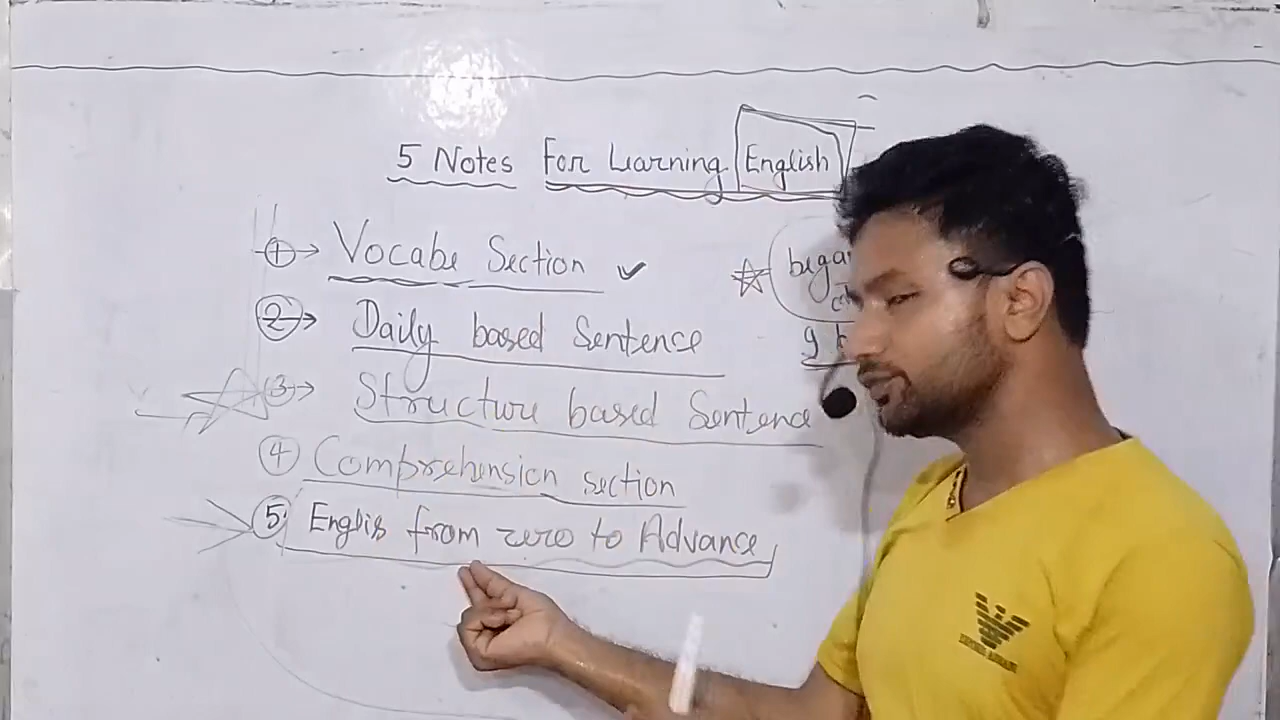 5 Notes For Learning English
1 → Vocabe Section ✓
2 → Daily based Sentence
3 → Structure based Sentence
4 Comprehension section
5. Englis from zero to Advance